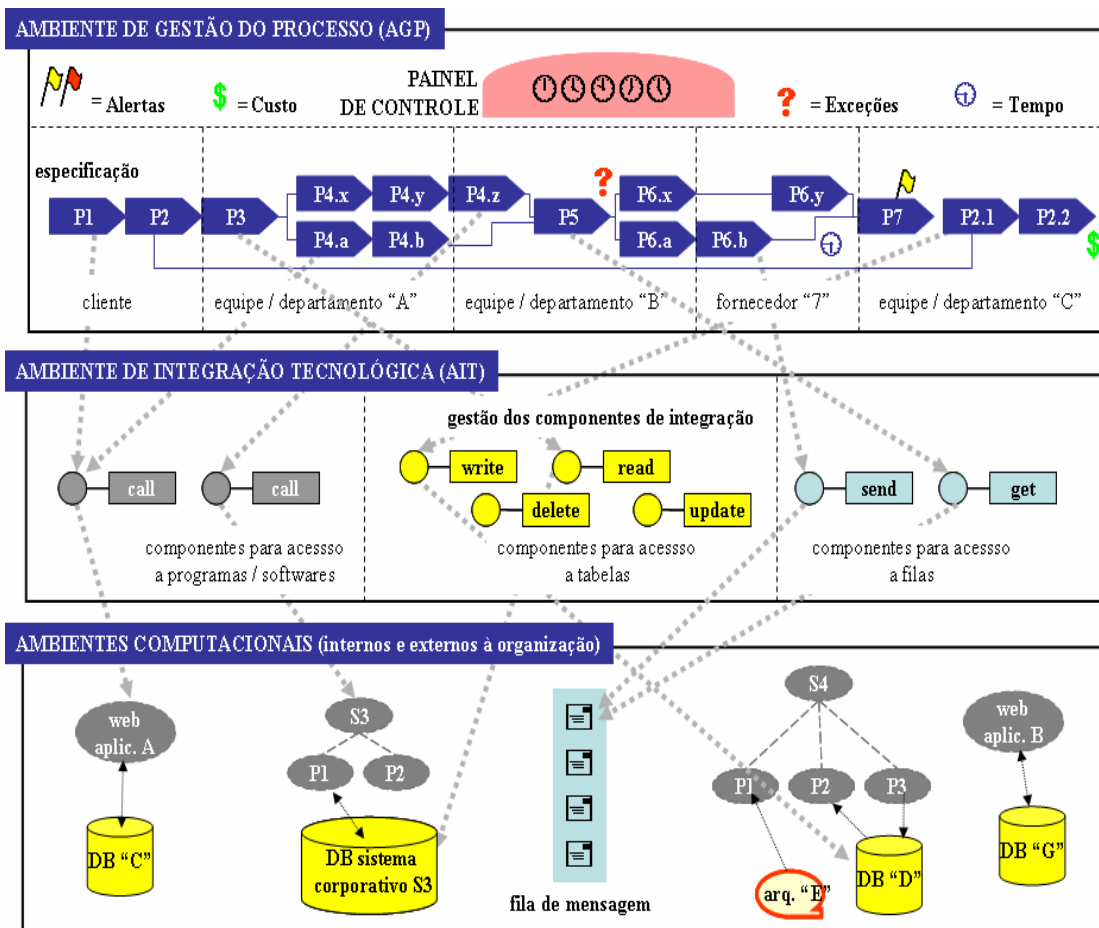 AMBIENTE DE GESTÃO DO PROCESSO (AGP)
= Alertas
$ = Custo
PAINEL
DE CONTROLE
? = Exceções
= Tempo
especificação
P1
P2
P3
P4.x
P4.y
P4.z
P4.a
P4.b
P5
?
P6.x
P6.y
P6.a
P6.b
P7
P2.1
P2.2
$
cliente
equipe / departamento “A”
equipe / departamento “B”
fornecedor “7”
equipe / departamento “C”
AMBIENTE DE INTEGRAÇÃO TECNOLÓGICA (AIT)
gestão dos componentes de integração
call
call
write
read
delete
update
send
get
componentes para acessso
a programas / softwares
componentes para acessso
a tabelas
componentes para acessso
a filas
AMBIENTES COMPUTACIONAIS (internos e externos à organização)
web
aplic. A
DB “C”
S3
P1
P2
DB sistema
corporativo S3
fila de mensagem
S4
P1
P2
P3
arq. “E”
DB “D”
web
aplic. B
DB “G”